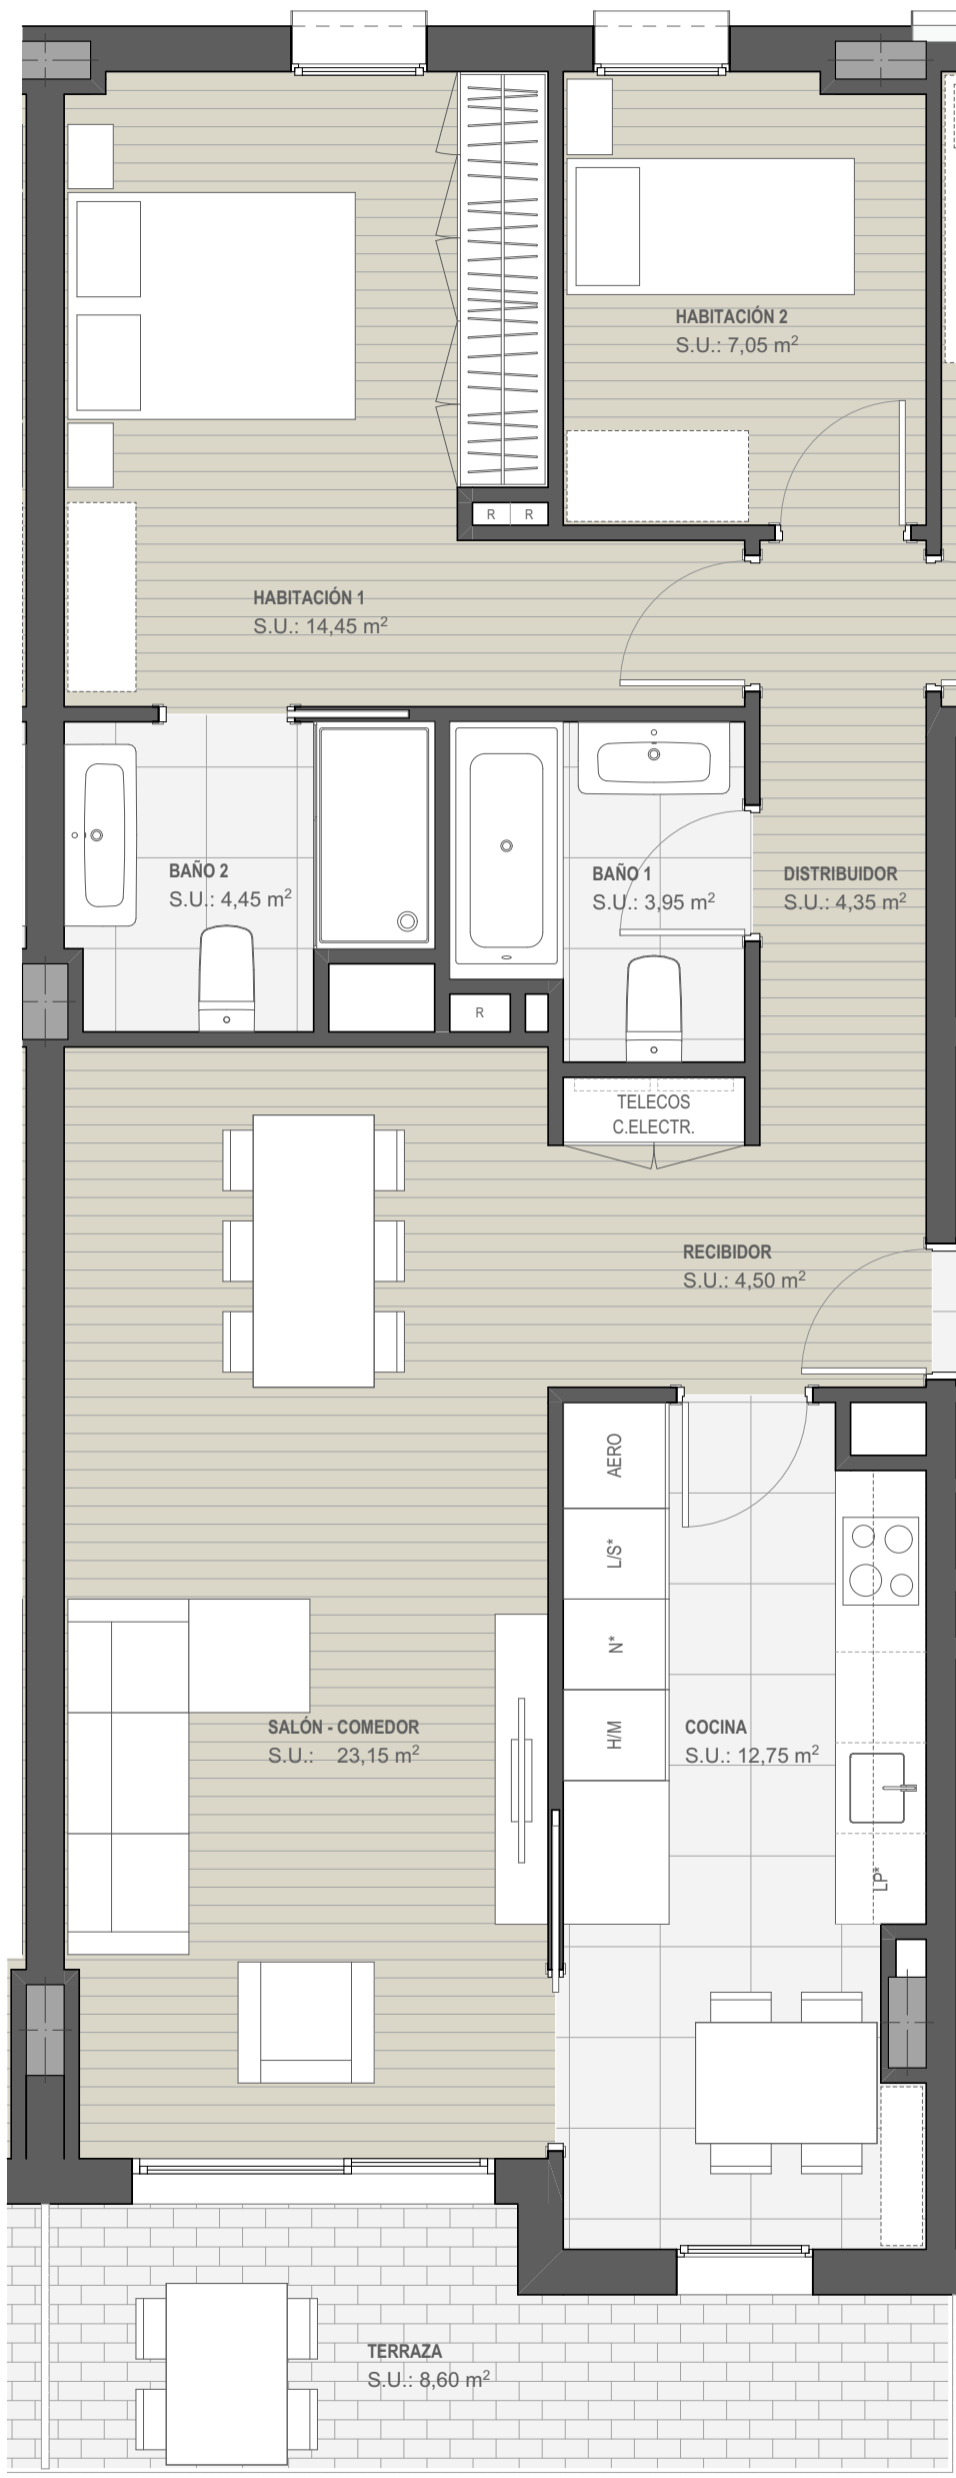 HABITACIÓN 2
S.U.: 7,05 m²
R R
HABITACIÓN 1
S.U.: 14,45 m²
BAÑO 2
S.U.: 4,45 m²
BAÑO 1
S.U.: 3,95 m²
DISTRIBUIDOR
S.U.: 4,35 m²
R
TELECOS
C.ELECTR.
RECIBIDOR
S.U.: 4,50 m²
AERO
L/S*
N*
H/M
SALÓN - COMEDOR
S.U.: 23,15 m²
COCINA
S.U.: 12,75 m²
LP*
TERRAZA
S.U.: 8,60 m²